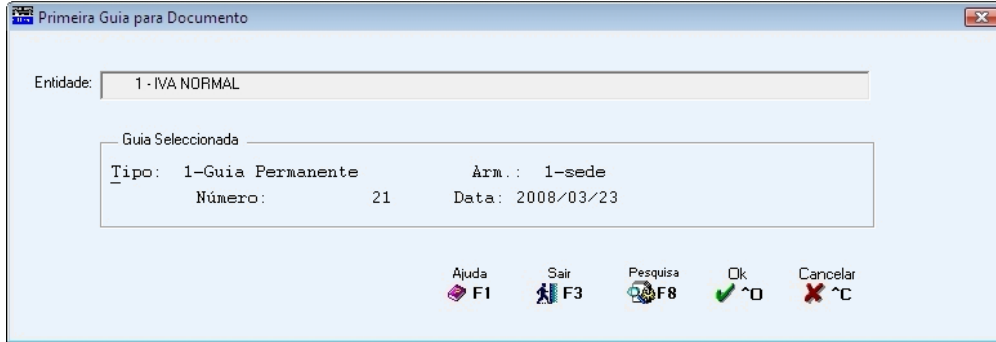 Primeira Guia para Documento
Entidade: 1 - IVA NORMAL
Guia Seleccionada
Tipo: 1-Guia Permanente Arm.: 1-sede
Número: 21 Data: 2008/03/23
Ajuda Sair Pesquisa Ok Cancelar
F1 F3 F8 ^O ^C